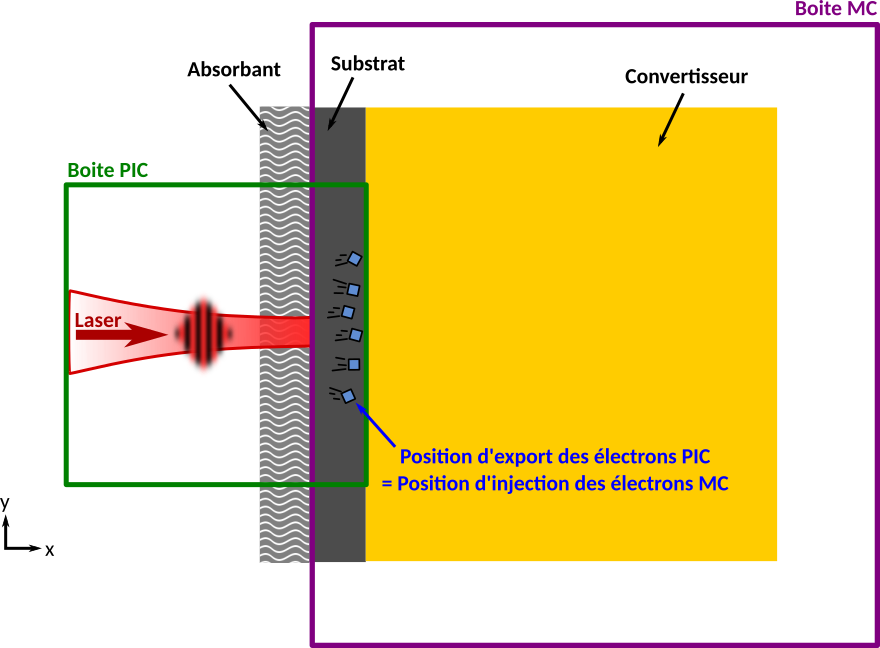 Boite MC
Substrat
Absorbant
Convertisseur
Boite PIC
Laser
Position d'export des électrons PIC
= Position d'injection des électrons MC
y
x